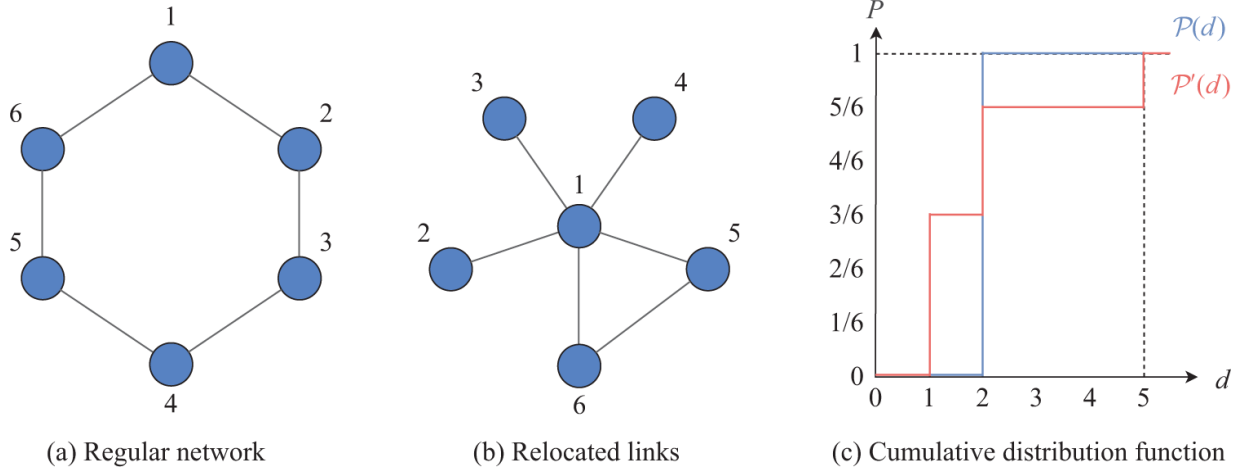 1
6
2
5
3
4
(a) Regular network
3
4
1
2
5
6
(b) Relocated links
P
𝒫(d)
1
𝒫′(d)
5/6
4/6
3/6
2/6
1/6
0
d
0 1 2 3 4 5
(c) Cumulative distribution function